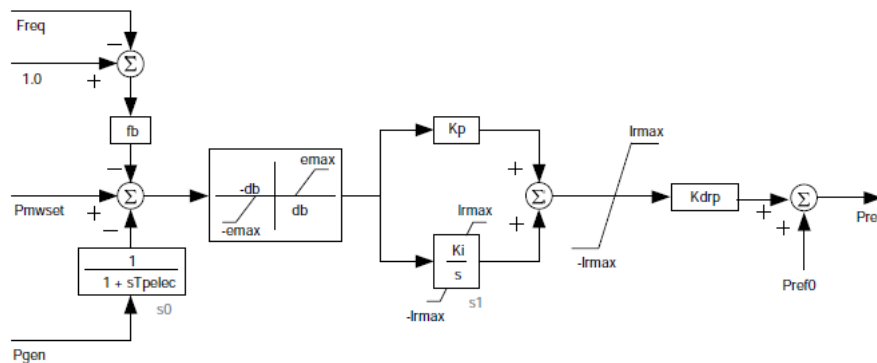 Freq
−
Σ
1.0
+
fb
−
Pmwset
+
Σ
−
1
1 + sTpelec
s0
Pgen
emax
-db
db
-emax
Kp
Irmax
Ki
s
-Irmax
s1
+
+
Σ
Irmax
-Irmax
Kdrp
+
+
Σ
Pref0
Pre